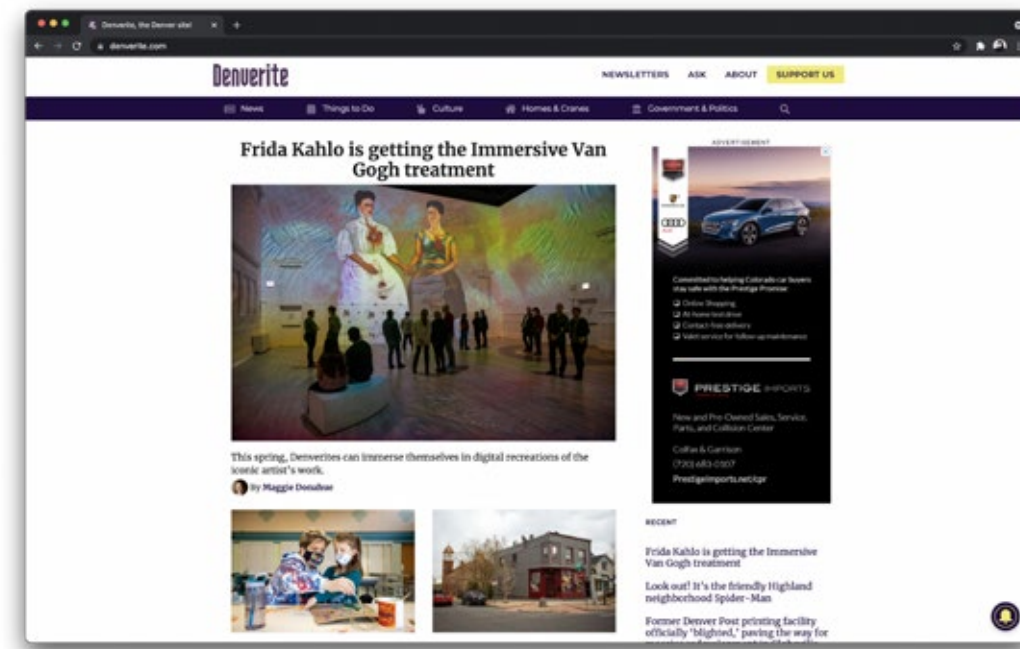 Denverite, the Denver site!
denverite.com
Denverite
NEWSLETTERS ASK ABOUT SUPPORT US
News Things to Do Culture Homes & Cranes Government & Politics
Frida Kahlo is getting the Immersive Van
Gogh treatment
This spring, Denverites can immerse themselves in digital recreations of the
iconic artist's work.
By Maggie Donahue
ADVERTISEMENT
Committed to helping Colorado car buyers
stay safe with the Prestige Promise:
Online Shopping
At-home test drive
Contact-free delivery
Valet service for follow-up maintenance
PRESTIGE IMPORTS
New and Pre-Owned Sales, Service,
Parts, and Collision Center
Colfax & Garrison
(720) 683-0107
PrestigeImports.net/cpr
RECENT
Frida Kahlo is getting the Immersive
Van Gogh treatment
Look out! It's the friendly Highland
neighborhood Spider-Man
Former Denver Post printing facility
officially 'blighted,' paving the way for